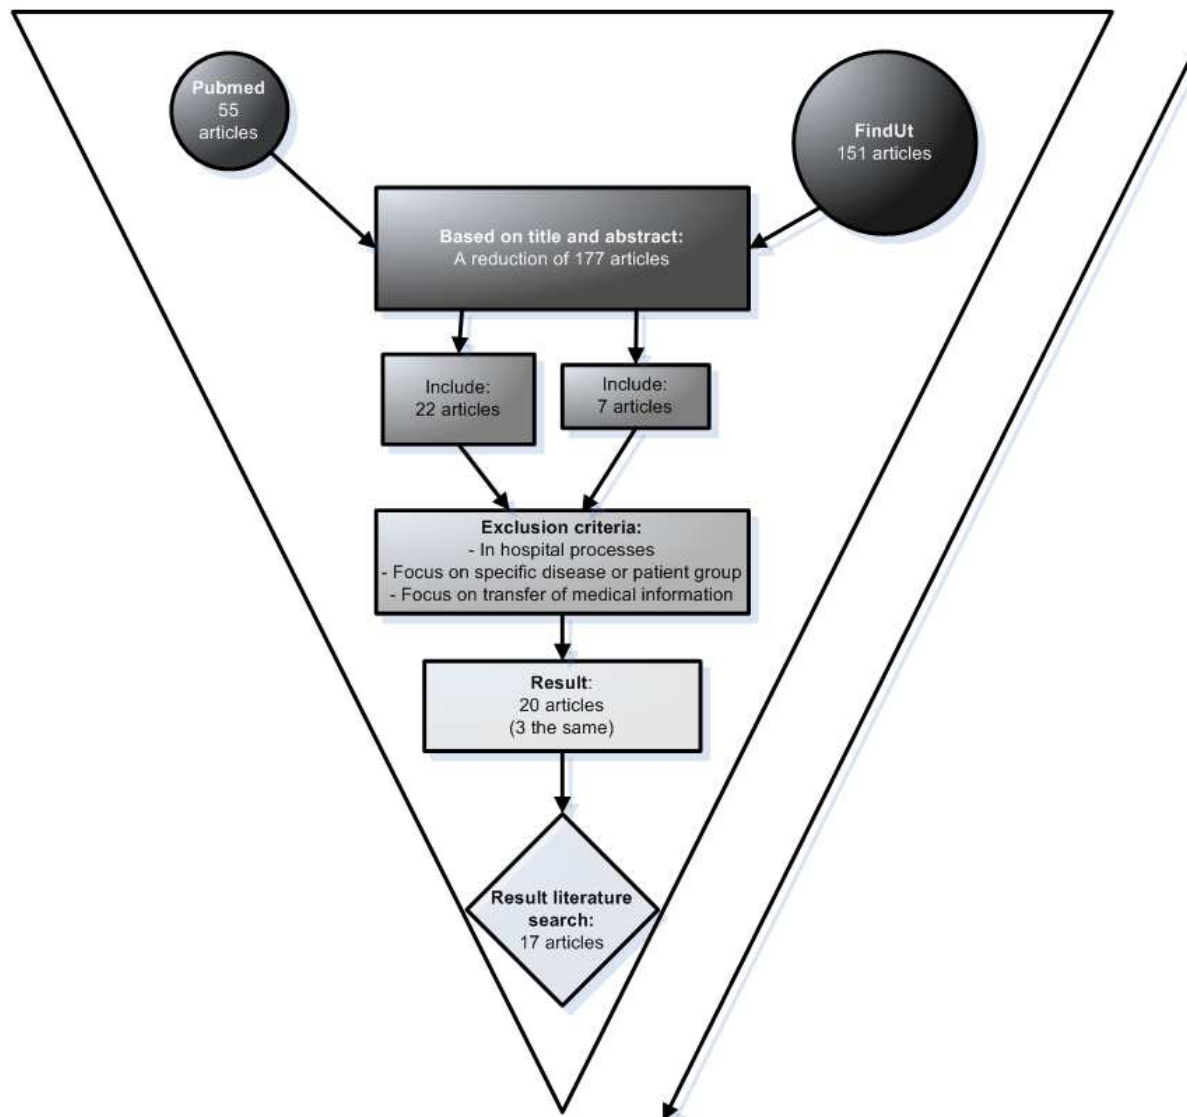 Pubmed
55
articles
FindUt
151 articles
Based on title and abstract:
A reduction of 177 articles
Include:
22 articles
Include:
7 articles
Exclusion criteria:
- In hospital processes
- Focus on specific disease or patient group
- Focus on transfer of medical information
Result:
20 articles
(3 the same)
Result literature
search:
17 articles